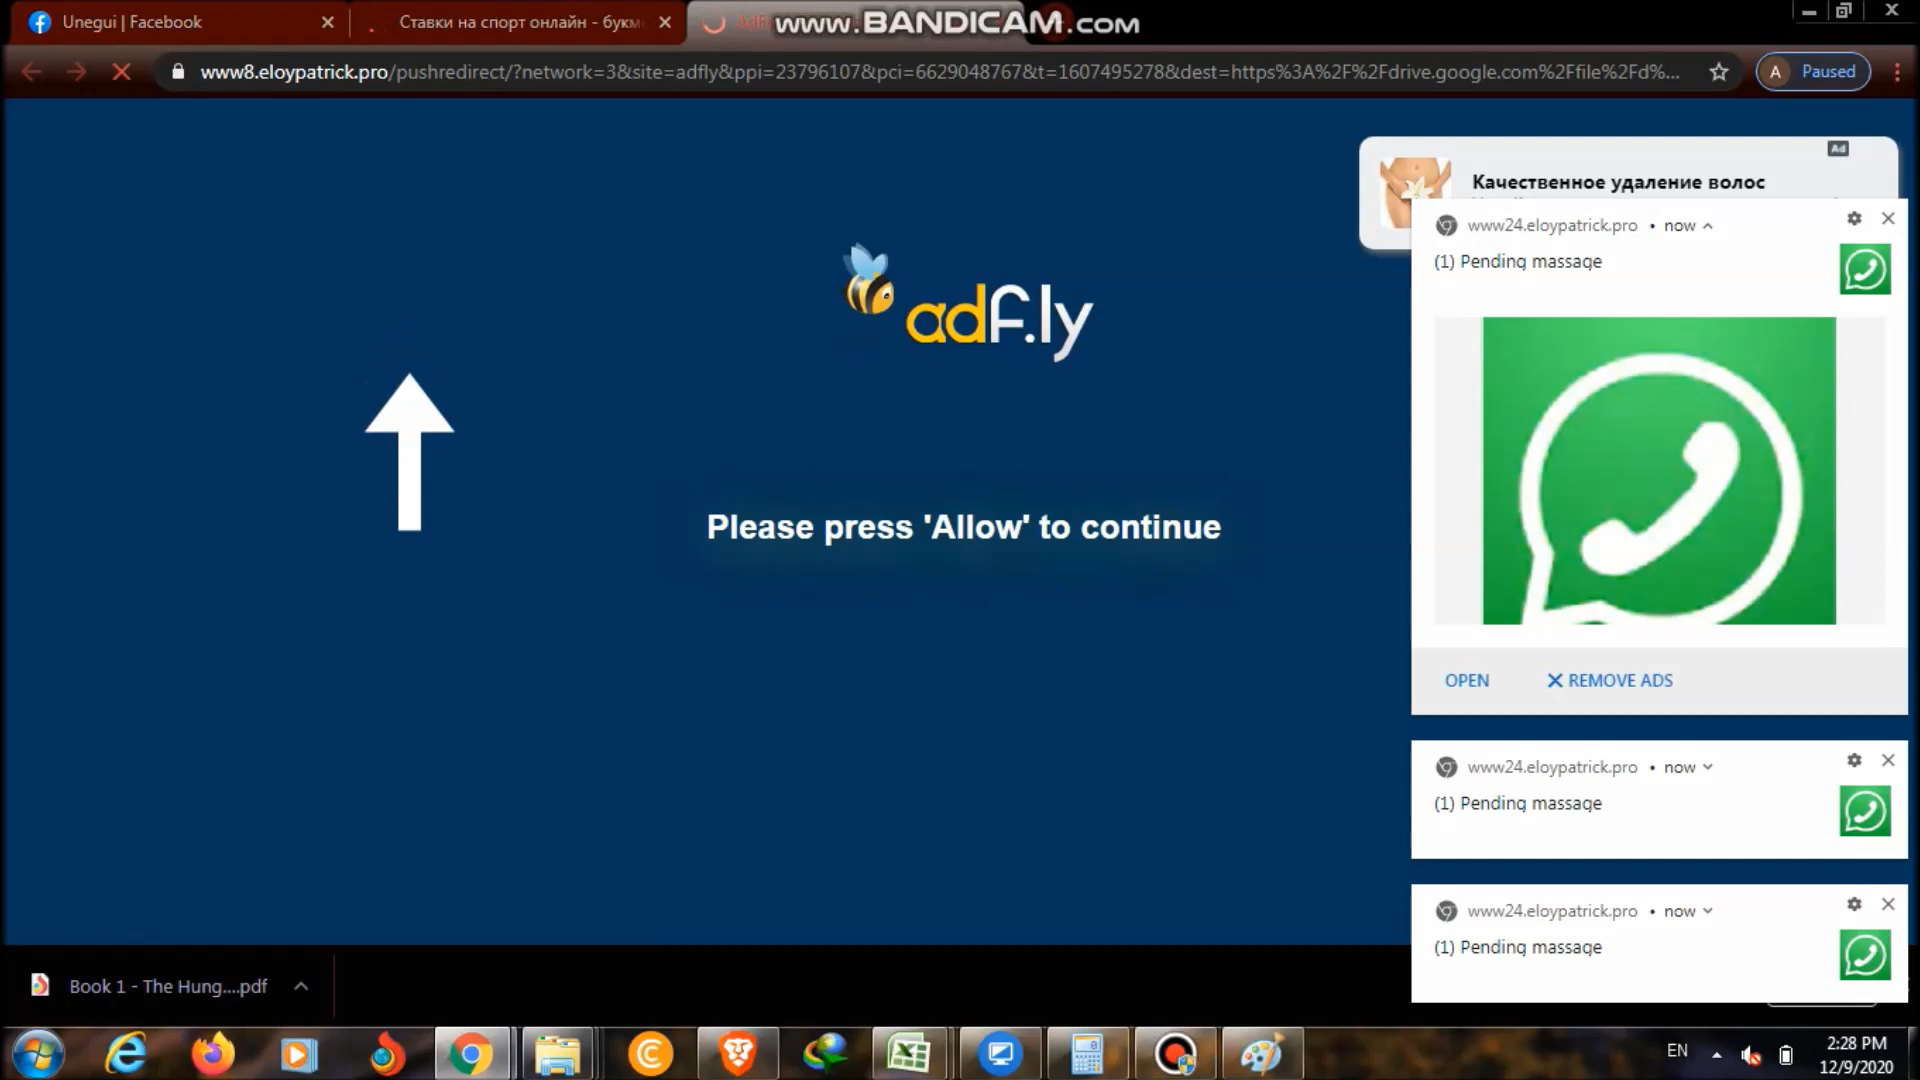 Unegui | Facebook
Ставки на спорт онлайн - букм
www.BANDICAM.com
www8.eloypatrick.pro/pushredirect/?network=3&site=adfly&ppi=23796107&pci=6629048767&t=1607495278&dest=https%3A%2F%2Fdrive.google.com%2Ffile%2Fd%...
A Paused
Ad
Качественное удаление волос
www24.eloypatrick.pro • now
(1) Pending massage
adf.ly
Please press 'Allow' to continue
OPEN
REMOVE ADS
www24.eloypatrick.pro • now
(1) Pending massage
www24.eloypatrick.pro • now
(1) Pending massage
Book 1 - The Hung....pdf
EN
2:28 PM
12/9/2020